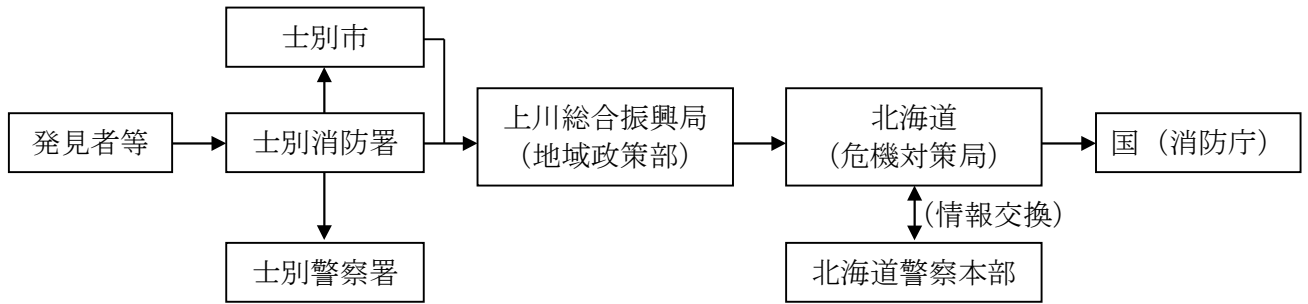 士別市
発見者等
士別消防署
上川総合振興局
（地域政策部）
北海道
（危機対策局）
国（消防庁）
(情報交換)
士別警察署
北海道警察本部